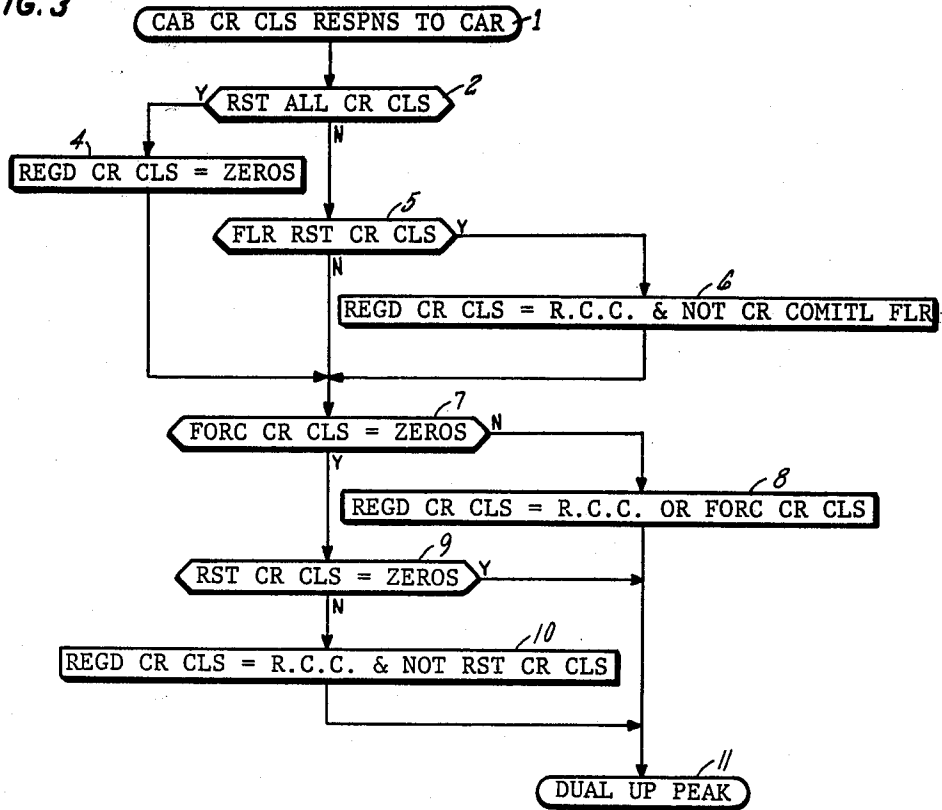 FIG. 3
CAB CR CLS RESPNS TO CAR 1
RST ALL CR CLS 2
Y
N
4
REGD CR CLS = ZEROS
5
FLR RST CR CLS Y
N
6
REGD CR CLS = R.C.C. & NOT CR COMITL FLR
7
FORC CR CLS = ZEROS N
Y
8
REGD CR CLS = R.C.C. OR FORC CR CLS
9
RST CR CLS = ZEROS Y
N
10
REGD CR CLS = R.C.C. & NOT RST CR CLS
11
DUAL UP PEAK